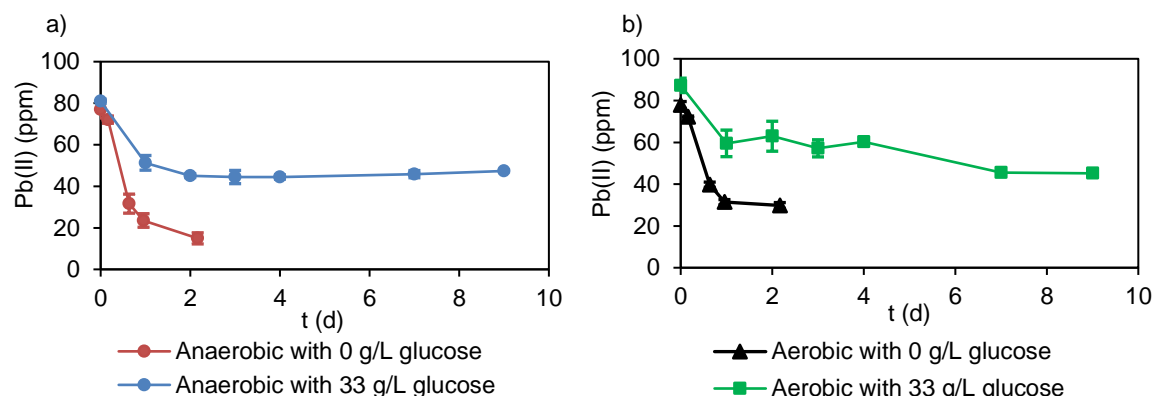 a)
100
80
60
40
20
0
Pb(II) (ppm)
0 2 4 6 8 10
t (d)
Anaerobic with 0 g/L glucose
Anaerobic with 33 g/L glucose
b)
100
80
60
40
20
0
Pb(II) (ppm)
0 2 4 6 8 10
t (d)
Aerobic with 0 g/L glucose
Aerobic with 33 g/L glucose